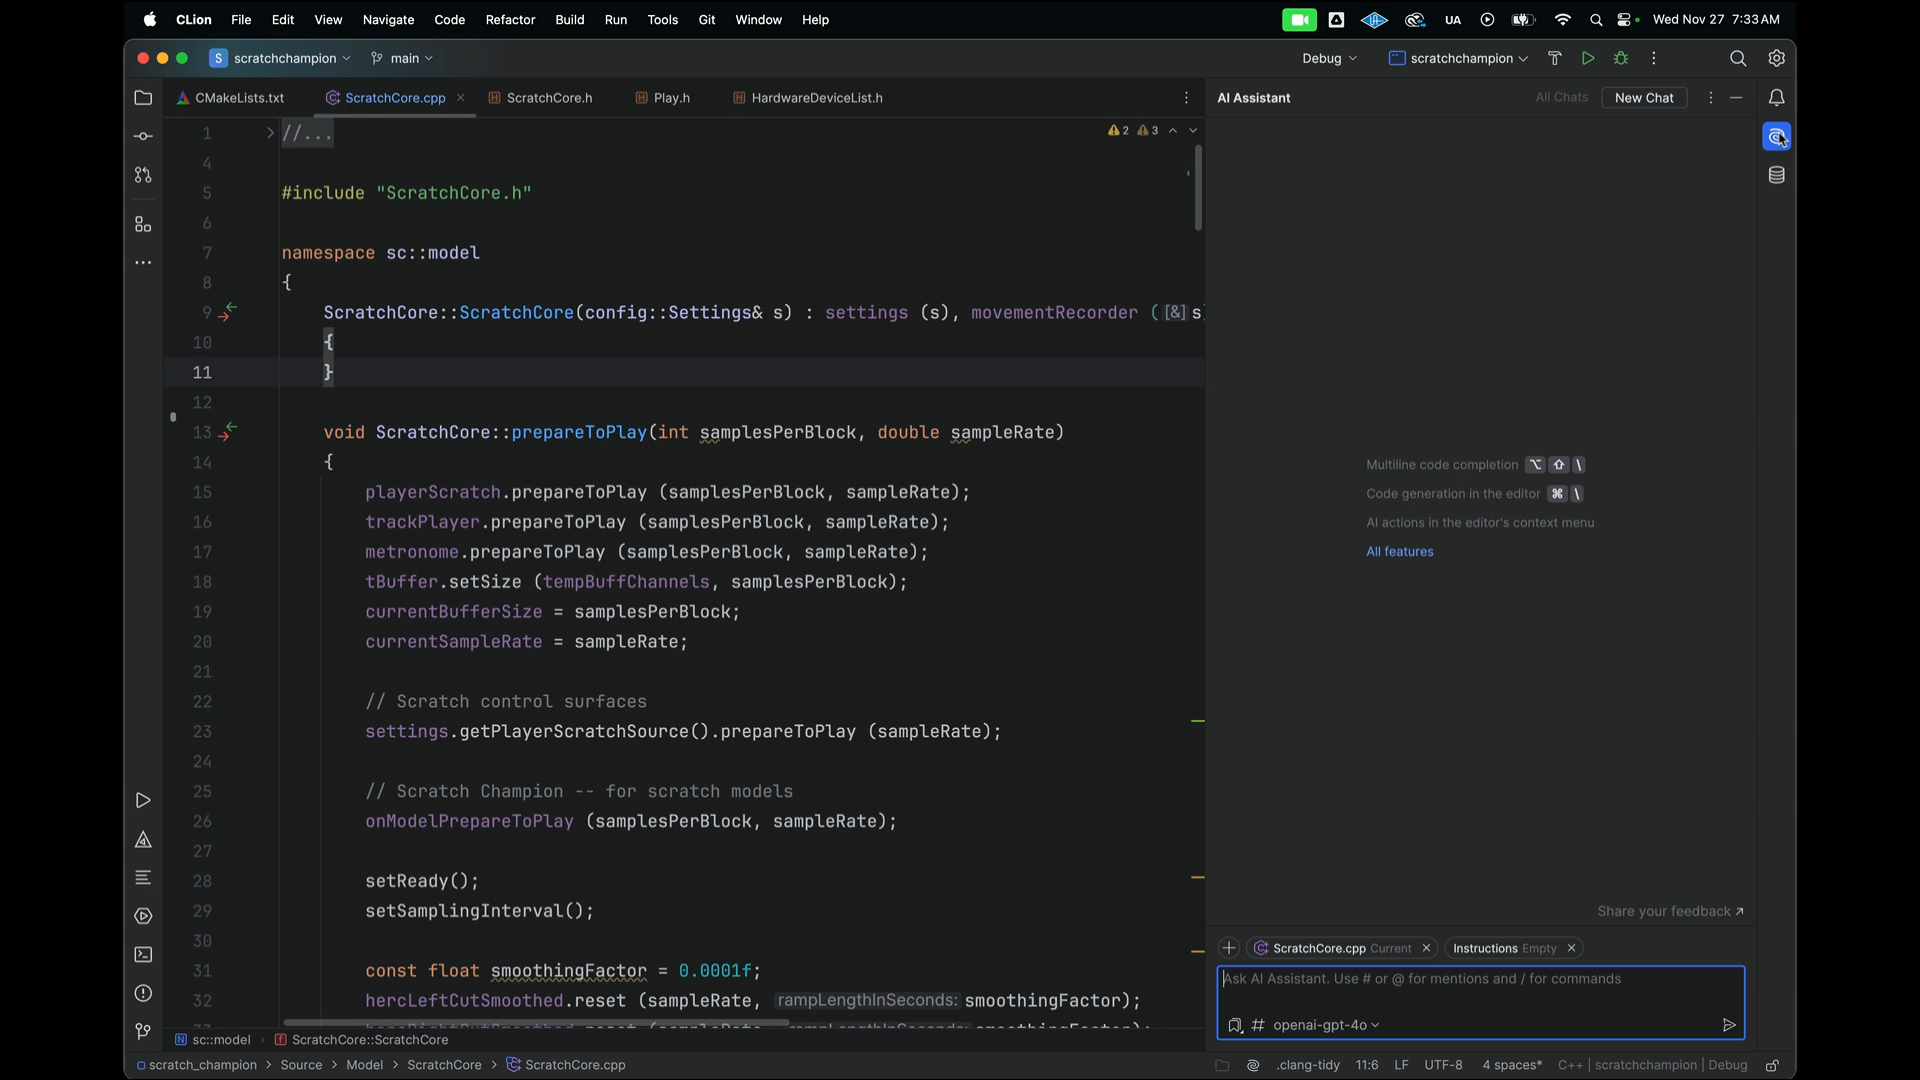 CLion File Edit View Navigate Code Refactor Build Run Tools Git Window Help UA Wed Nov 27 7:33 AM
S scratchchampion main Debug scratchchampion
CMakeLists.txt ScratchCore.cpp ScratchCore.h Play.h HardwareDeviceList.h
AI Assistant All Chats New Chat
1 //... 2 3
4
5 #include "ScratchCore.h"
6
7 namespace sc::model
8 {
9 ScratchCore::ScratchCore(config::Settings& s) : settings (s), movementRecorder ([&]s
10 {
11 }
12
13 void ScratchCore::prepareToPlay(int samplesPerBlock, double sampleRate)
14 {
15 playerScratch.prepareToPlay (samplesPerBlock, sampleRate);
16 trackPlayer.prepareToPlay (samplesPerBlock, sampleRate);
17 metronome.prepareToPlay (samplesPerBlock, sampleRate);
18 tBuffer.setSize (tempBuffChannels, samplesPerBlock);
19 currentBufferSize = samplesPerBlock;
20 currentSampleRate = sampleRate;
21
22 // Scratch control surfaces
23 settings.getPlayerScratchSource().prepareToPlay (sampleRate);
24
25 // Scratch Champion -- for scratch models
26 onModelPrepareToPlay (samplesPerBlock, sampleRate);
27
28 setReady();
29 setSamplingInterval();
30
31 const float smoothingFactor = 0.0001f;
32 hercLeftCutSmoothed.reset (sampleRate, rampLengthInSeconds: smoothingFactor);
Multiline code completion ⌥ ⇧ \
Code generation in the editor ⌘ \
AI actions in the editor's context menu
All features
Share your feedback ↗
ScratchCore.cpp Current Instructions Empty
Ask AI Assistant. Use # or @ for mentions and / for commands
# openai-gpt-4o
N sc::model f ScratchCore::ScratchCore
scratch_champion > Source > Model > ScratchCore > ScratchCore.cpp
.clang-tidy 11:6 LF UTF-8 4 spaces* C++ | scratchchampion | Debug